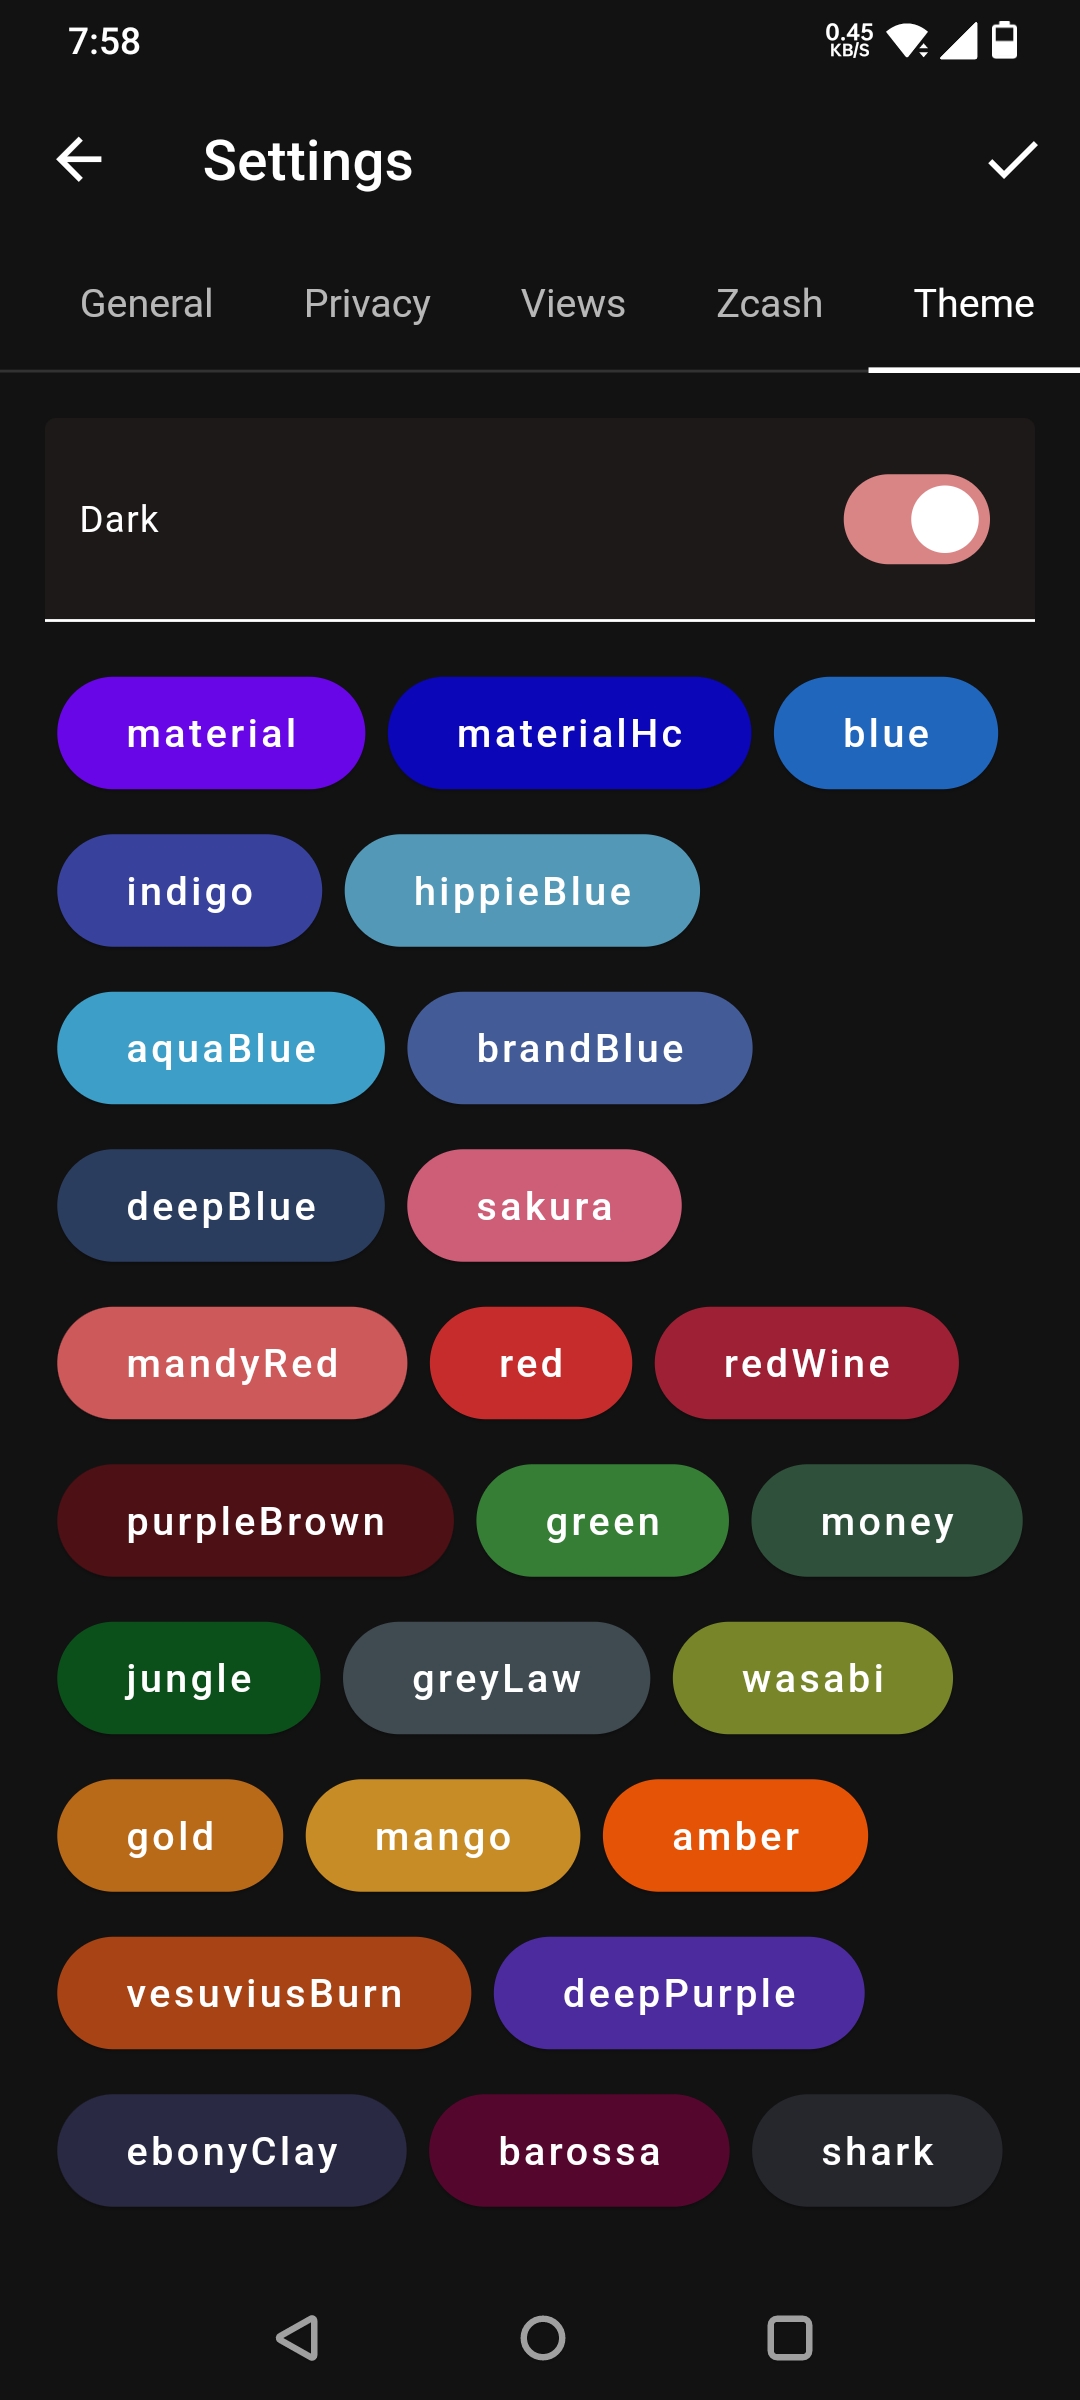 7:58
0.45
KB/S
Settings
General Privacy Views Zcash Theme
Dark
material materialHc blue
indigo hippieBlue
aquaBlue brandBlue
deepBlue sakura
mandyRed red redWine
purpleBrown green money
jungle greyLaw wasabi
gold mango amber
vesuviusBurn deepPurple
ebonyClay barossa shark